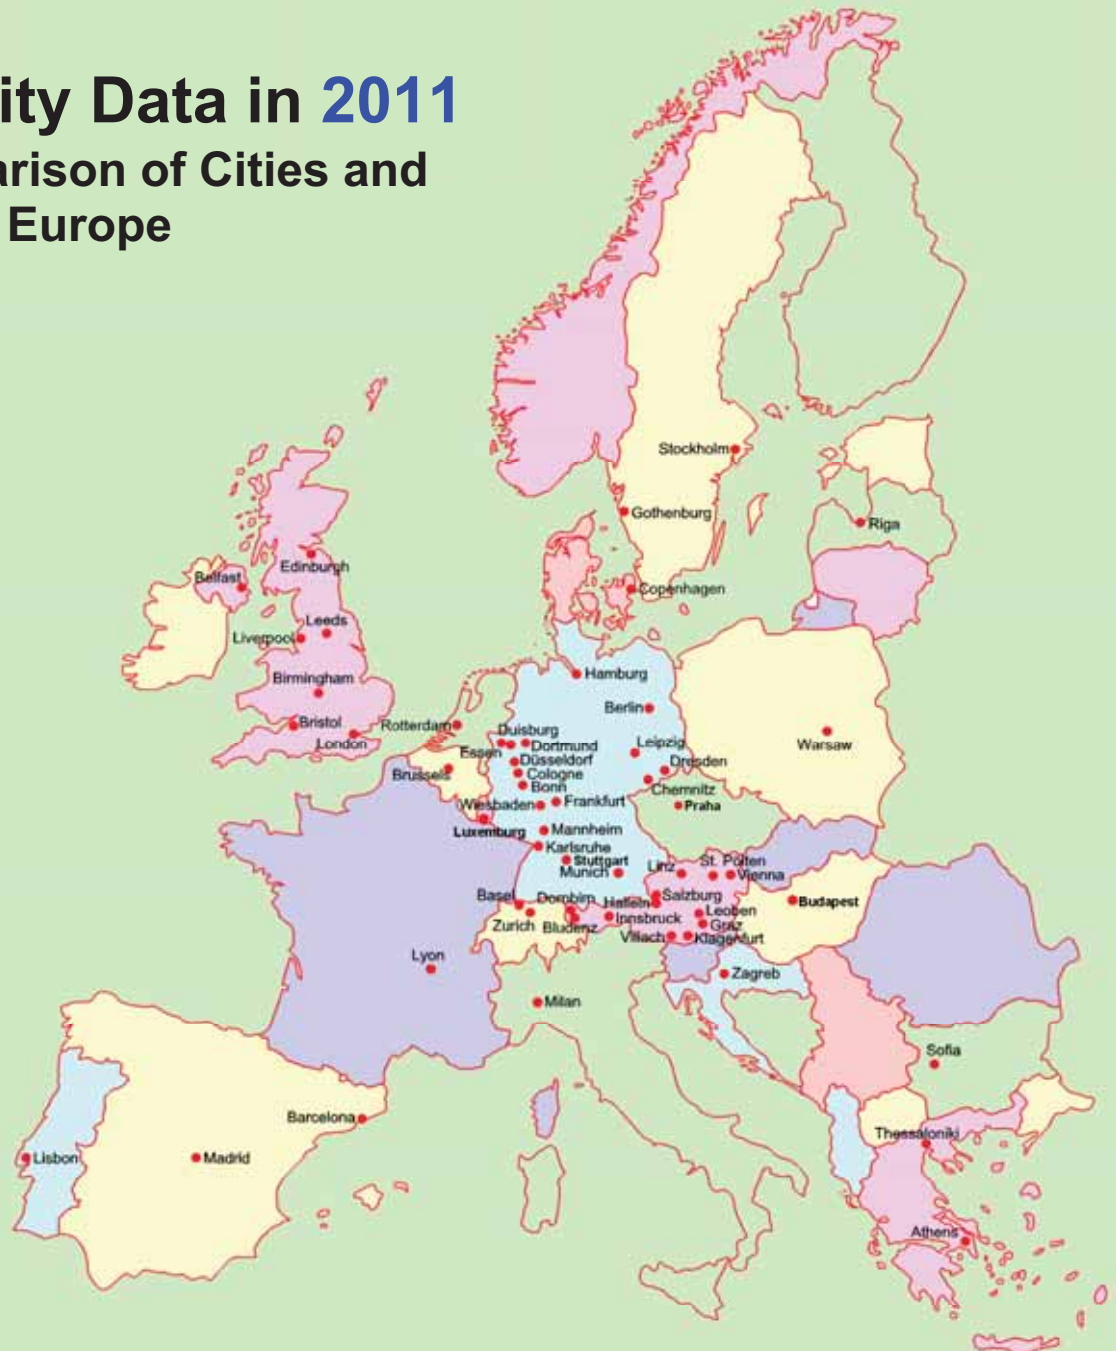 ity Data in 2011
arison of Cities and
Europe
Stockholm
Gothenburg
Riga
Edinburgh
Belfast
Copenhagen
Leeds
Liverpool
Hamburg
Birmingham
Berlin
Bristol
Rotterdam
Duisburg
London
Essen
Dortmund
Leipzig
Warsaw
Düsseldorf
Dresden
Brussels
Cologne
Bonn
Chemnitz
Wiesbaden
Frankfurt
Praha
Luxemburg
Mannheim
Karlsruhe
Stuttgart
Munich
Linz
St. Pölten
Vienna
Basel
Dornbirn
Hallein
Salzburg
Budapest
Zurich
Bludenz
Innsbruck
Leoben
Graz
Villach
Klagenfurt
Lyon
Zagreb
Milan
Sofia
Barcelona
Thessaloniki
Lisbon
Madrid
Athens